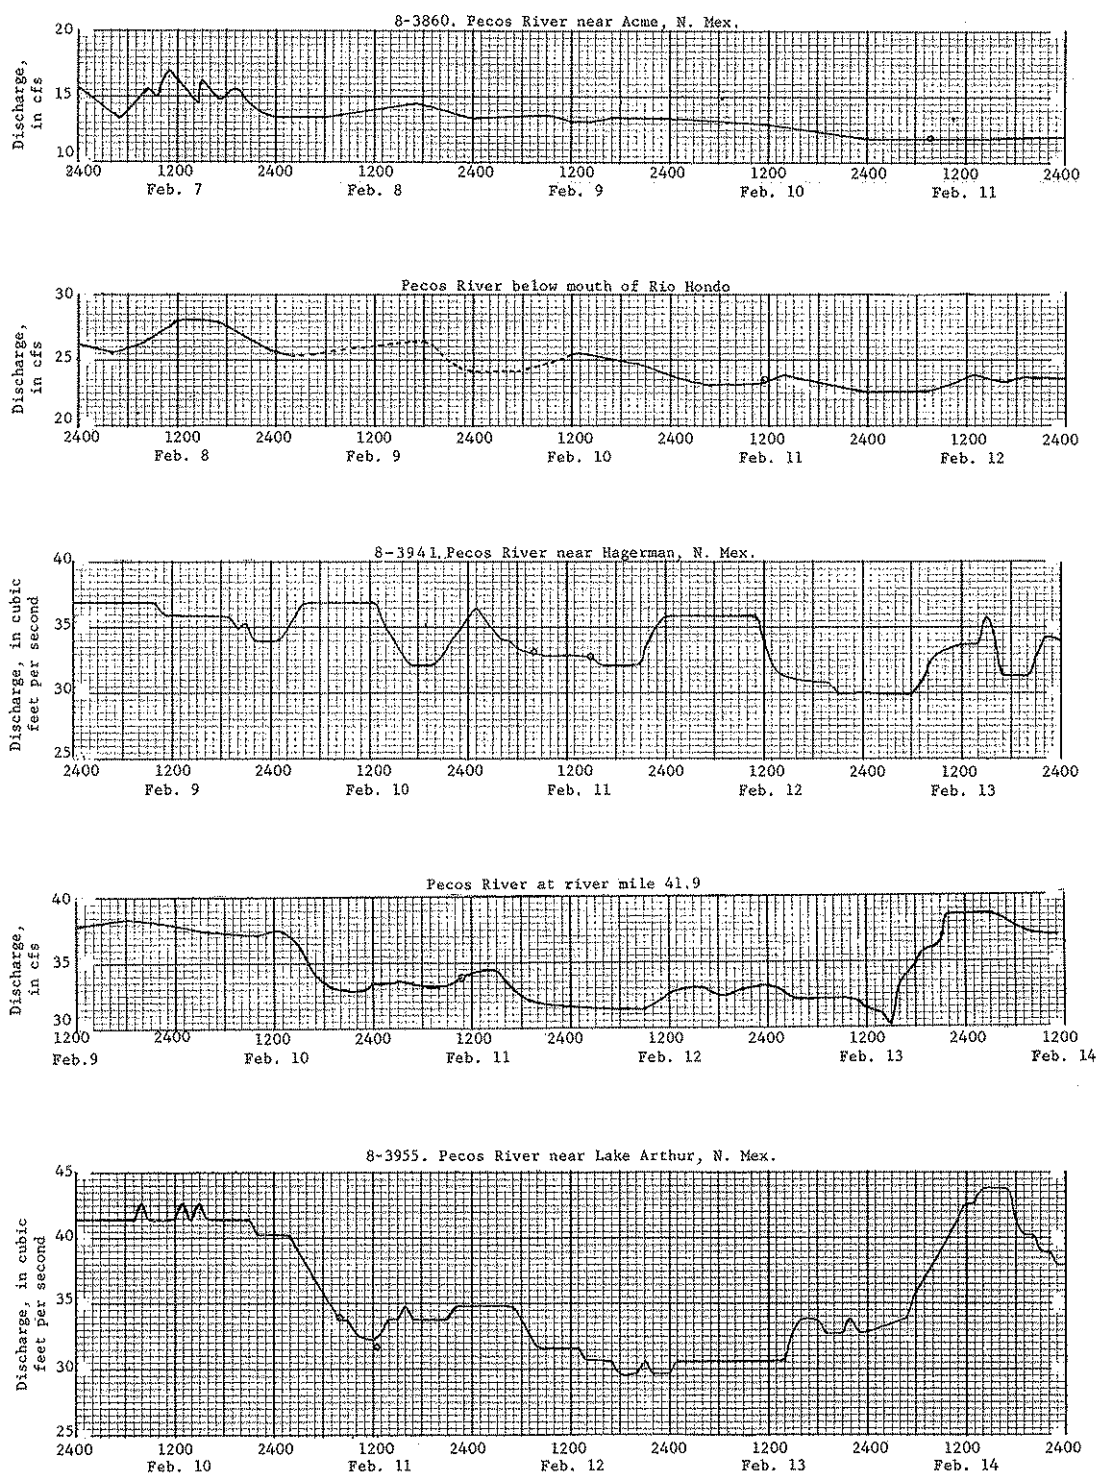 8-3860. Pecos River near Acme, N. Mex.
Discharge,
in cfs
20
15
10
2400 1200 2400 1200 2400 1200 2400 1200 2400 1200 2400
Feb. 7 Feb. 8 Feb. 9 Feb. 10 Feb. 11
Pecos River below mouth of Rio Hondo
Discharge,
in cfs
30
25
20
2400 1200 2400 1200 2400 1200 2400 1200 2400 1200 2400
Feb. 8 Feb. 9 Feb. 10 Feb. 11 Feb. 12
8-3941. Pecos River near Hagerman, N. Mex.
Discharge, in cubic
feet per second
40
35
30
25
2400 1200 2400 1200 2400 1200 2400 1200 2400 1200 2400
Feb. 9 Feb. 10 Feb. 11 Feb. 12 Feb. 13
Pecos River at river mile 41.9
Discharge,
in cfs
40
35
30
1200 2400 1200 2400 1200 2400 1200 2400 1200 2400 1200
Feb.9 Feb. 10 Feb. 11 Feb. 12 Feb. 13 Feb. 14
8-3955. Pecos River near Lake Arthur, N. Mex.
Discharge, in cubic
feet per second
45
40
35
30
25
2400 1200 2400 1200 2400 1200 2400 1200 2400 1200 2400
Feb. 10 Feb. 11 Feb. 12 Feb. 13 Feb. 14